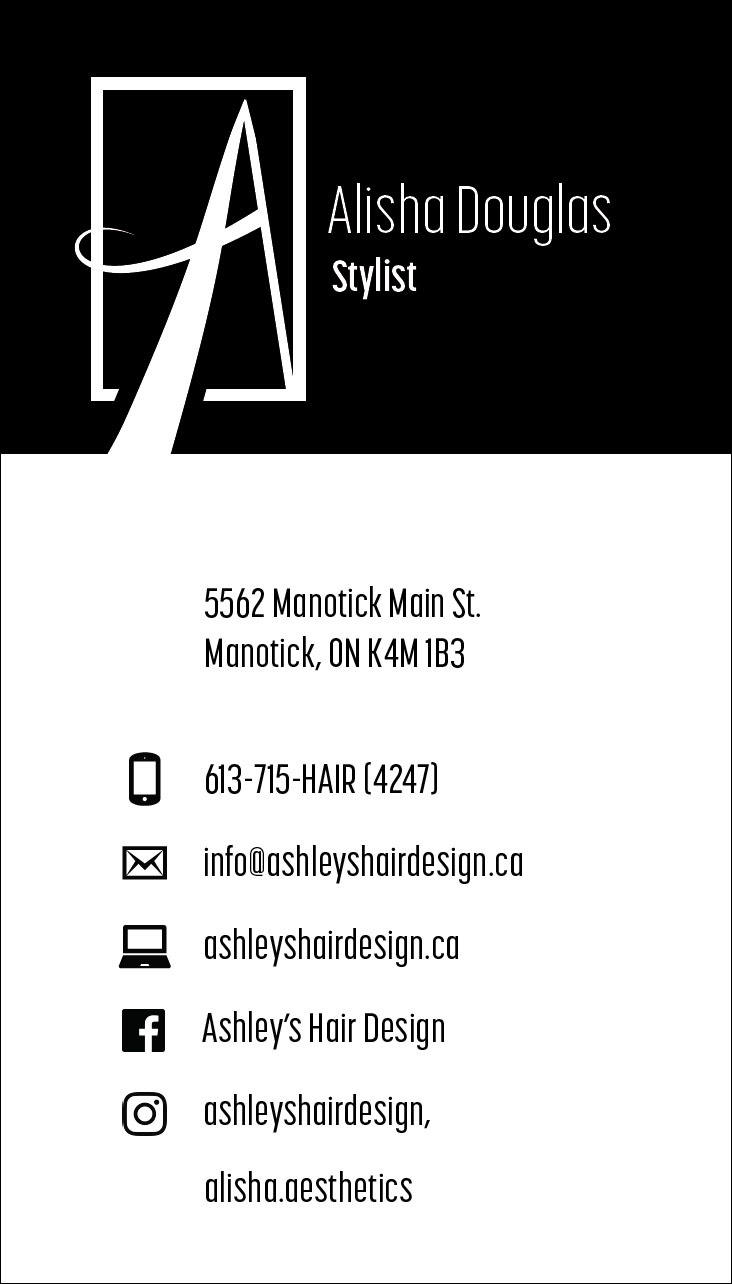 A
Alisha Douglas
Stylist
5562 Manotick Main St.
Manotick, ON K4M 1B3
613-715-HAIR (4247)
info@ashleyshairdesign.ca
ashleyshairdesign.ca
Ashley’s Hair Design
ashleyshairdesign,
alisha.aesthetics